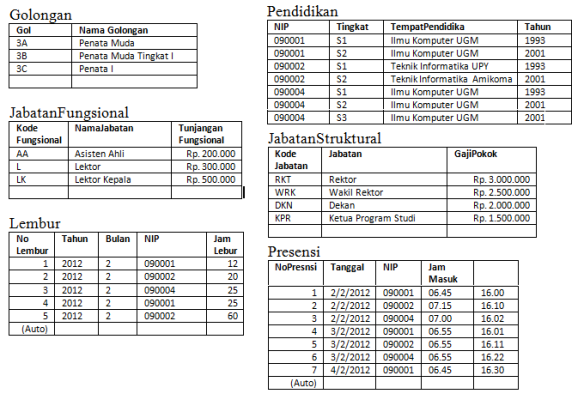 Golongan
Gol Nama Golongan
3A Penata Muda
3B Penata Muda Tingkat I
3C Penata I
JabatanFungsional
Kode Fungsional NamaJabatan Tunjangan Fungsional
AA Asisten Ahli Rp. 200.000
L Lektor Rp. 300.000
LK Lektor Kepala Rp. 500.000
Lembur
No Lembur Tahun Bulan NIP Jam Lebur
1 2012 2 090001 12
2 2012 2 090002 20
3 2012 2 090004 25
4 2012 2 090001 25
5 2012 2 090002 60
(Auto)
Pendidikan
NIP Tingkat TempatPendidika Tahun
090001 S1 Ilmu Komputer UGM 1993
090001 S2 Ilmu Komputer UGM 2001
090002 S1 Teknik Informatika UPY 1993
090002 S2 Teknik Informatika Amikoma 2001
090004 S1 Ilmu Komputer UGM 1993
090004 S2 Ilmu Komputer UGM 2001
090004 S3 Ilmu Komputer UGM 2001
JabatanStruktural
Kode Jabatan Jabatan GajiPokok
RKT Rektor Rp. 3.000.000
WRK Wakil Rektor Rp. 2.500.000
DKN Dekan Rp. 2.000.000
KPR Ketua Program Studi Rp. 1.500.000
Presensi
NoPresnsi Tanggal NIP Jam Masuk
1 2/2/2012 090001 06.45 16.00
2 2/2/2012 090002 07.15 16.10
3 2/2/2012 090004 07.00 16.02
4 3/2/2012 090001 06.55 16.01
5 3/2/2012 090002 06.55 16.11
6 3/2/2012 090004 06.55 16.22
7 4/2/2012 090001 06.45 16.30
(Auto)